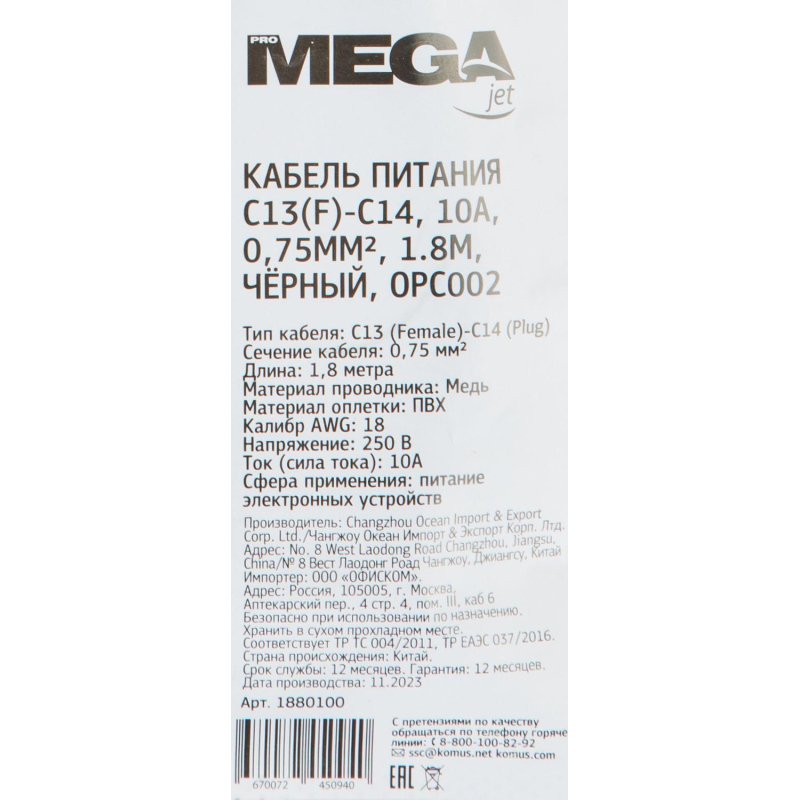 PRO MEGA
jet
КАБЕЛЬ ПИТАНИЯ
C13(F)-C14, 10A,
0,75ММ², 1.8М,
ЧЁРНЫЙ, OPC002
Тип кабеля: C13 (Female)-C14 (Plug)
Сечение кабеля: 0,75 мм²
Длина: 1,8 метра
Материал проводника: Медь
Материал оплетки: ПВХ
Калибр AWG: 18
Напряжение: 250 В
Ток (сила тока): 10А
Сфера применения: питание
электронных устройств
Производитель: Changzhou Ocean Import & Export
Corp. Ltd./Чангжоу Океан Импорт & Экспорт Корп. Лтд.
Адрес: No. 8 West Laodong Road Changzhou, Jiangsu,
China/№ 8 Вест Лаодонг Роад Чангжоу, Джиангсу, Китай
Импортер: ООО «ОФИСКОМ».
Адрес: Россия, 105005, г. Москва,
Аптекарский пер., 4 стр. 4, пом. III, каб 6
Безопасно при использовании по назначению.
Хранить в сухом прохладном месте.
Соответствует ТР ТС 004/2011, ТР ЕАЭС 037/2016.
Страна происхождения: Китай.
Срок службы: 12 месяцев. Гарантия: 12 месяцев.
Дата производства: 11.2023
Арт. 1880100
С претензиями по качеству
обращаться по телефону горяче
линии: 8-800-100-82-92
ssc@komus.net komus.com
670072 450940
EAC